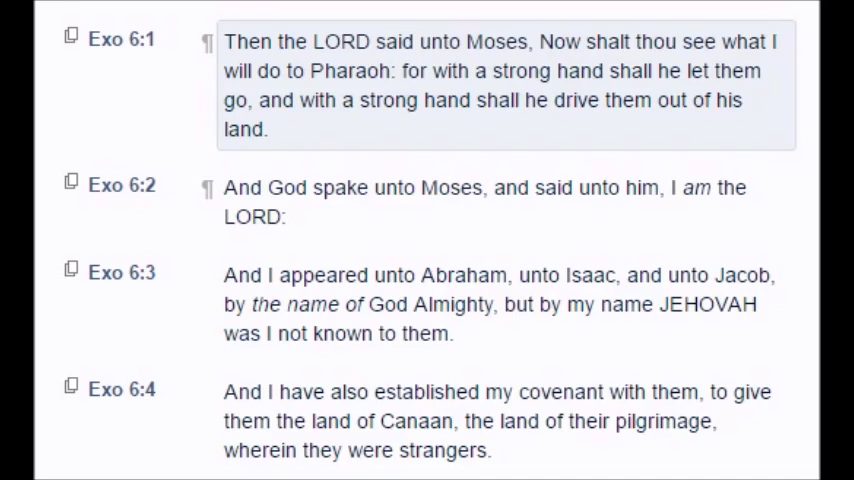 Exo 6:1 ¶ Then the LORD said unto Moses, Now shalt thou see what I
will do to Pharaoh: for with a strong hand shall he let them
go, and with a strong hand shall he drive them out of his
land.
Exo 6:2 ¶ And God spake unto Moses, and said unto him, I am the
LORD:
Exo 6:3 And I appeared unto Abraham, unto Isaac, and unto Jacob,
by the name of God Almighty, but by my name JEHOVAH
was I not known to them.
Exo 6:4 And I have also established my covenant with them, to give
them the land of Canaan, the land of their pilgrimage,
wherein they were strangers.